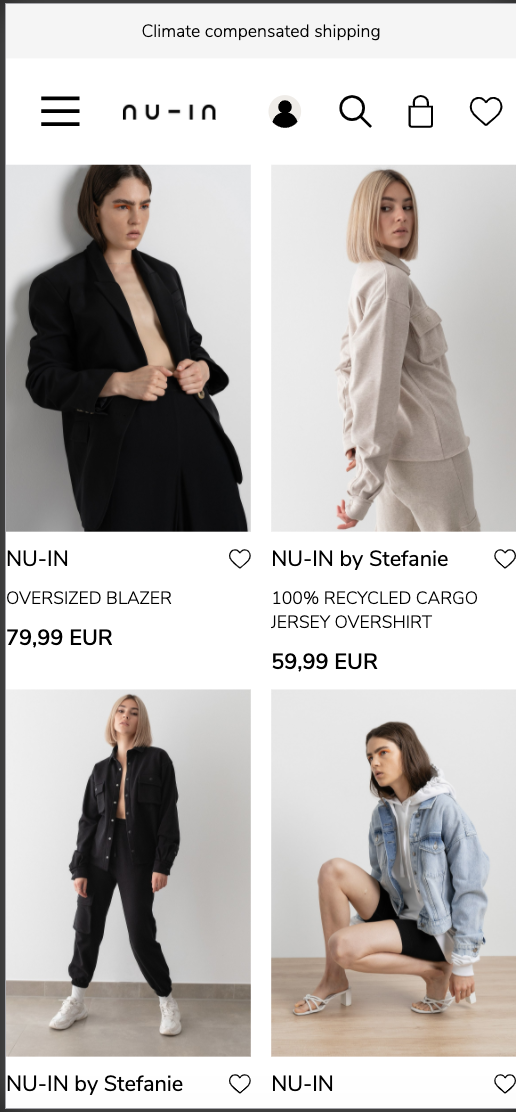 Climate compensated shipping
nu-in
NU-IN
OVERSIZED BLAZER
79,99 EUR
NU-IN by Stefanie
100% RECYCLED CARGO
JERSEY OVERSHIRT
59,99 EUR
NU-IN by Stefanie
NU-IN